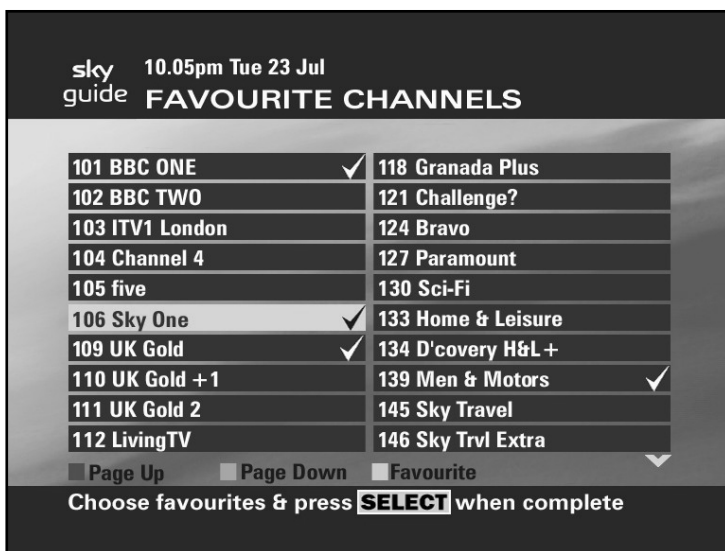 sky 10.05pm Tue 23 Jul
guide FAVOURITE CHANNELS
101 BBC ONE
102 BBC TWO
103 ITV1 London
104 Channel 4
105 five
106 Sky One
109 UK Gold
110 UK Gold +1
111 UK Gold 2
112 LivingTV
118 Granada Plus
121 Challenge?
124 Bravo
127 Paramount
130 Sci-Fi
133 Home & Leisure
134 D'covery H&L+
139 Men & Motors
145 Sky Travel
146 Sky Trvl Extra
Page Up Page Down Favourite
Choose favourites & press SELECT when complete